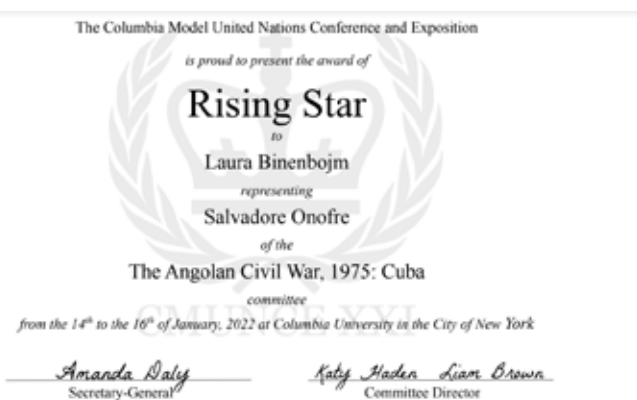 The Columbia Model United Nations Conference and Exposition
is proud to present the award of
Rising Star
to
Laura Binenbojm
representing
Salvadore Onofre
of the
The Angolan Civil War, 1975: Cuba
committee
CMUNCE XXI
from the 14th to the 16th of January, 2022 at Columbia University in the City of New York
Amanda Daly Katy Haden Liam Brown
Secretary-General Committee Director